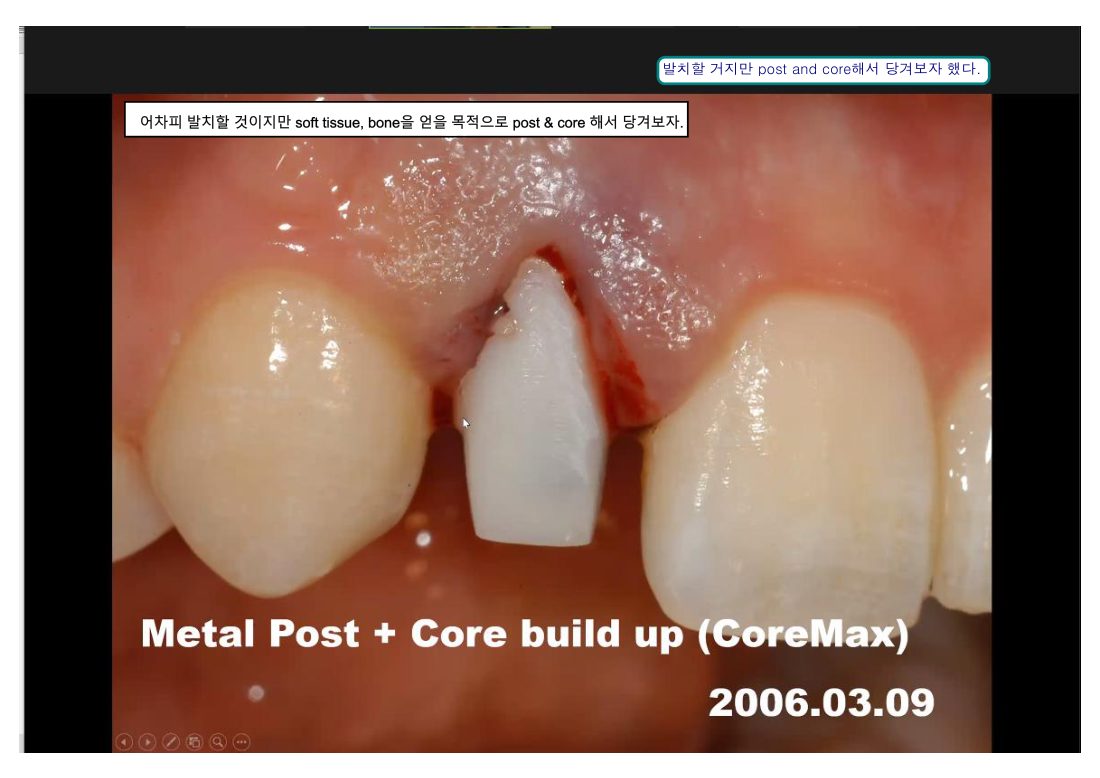 발치할 거지만 post and core해서 당겨보자 했다.
어차피 발치할 것이지만 soft tissue, bone을 얻을 목적으로 post & core 해서 당겨보자.
Metal Post + Core build up (CoreMax)
2006.03.09